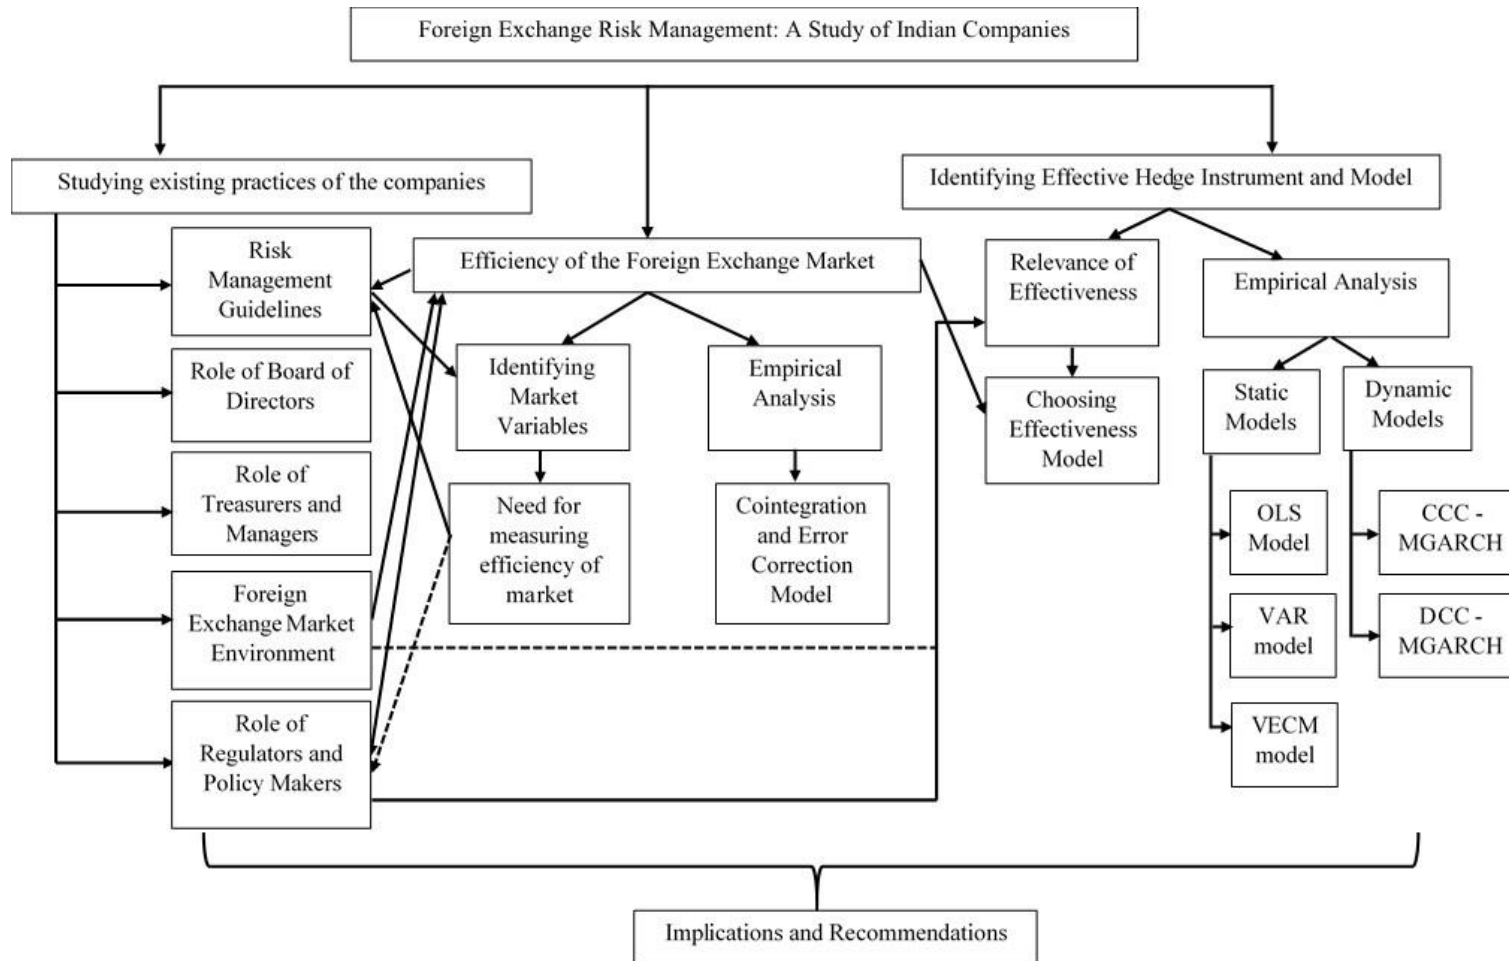 Foreign Exchange Risk Management: A Study of Indian Companies
Studying existing practices of the companies
Risk
Management
Guidelines
Role of Board of
Directors
Role of
Treasurers and
Managers
Foreign
Exchange Market
Environment
Role of
Regulators and
Policy Makers
Efficiency of the Foreign Exchange Market
Identifying
Market
Variables
Need for
measuring
efficiency of
market
Empirical
Analysis
Cointegration
and Error
Correction
Model
Identifying Effective Hedge Instrument and Model
Relevance of
Effectiveness
Choosing
Effectiveness
Model
Empirical Analysis
Static
Models
OLS
Model
VAR
model
VECM
model
Dynamic
Models
CCC -
MGARCH
DCC -
MGARCH
Implications and Recommendations